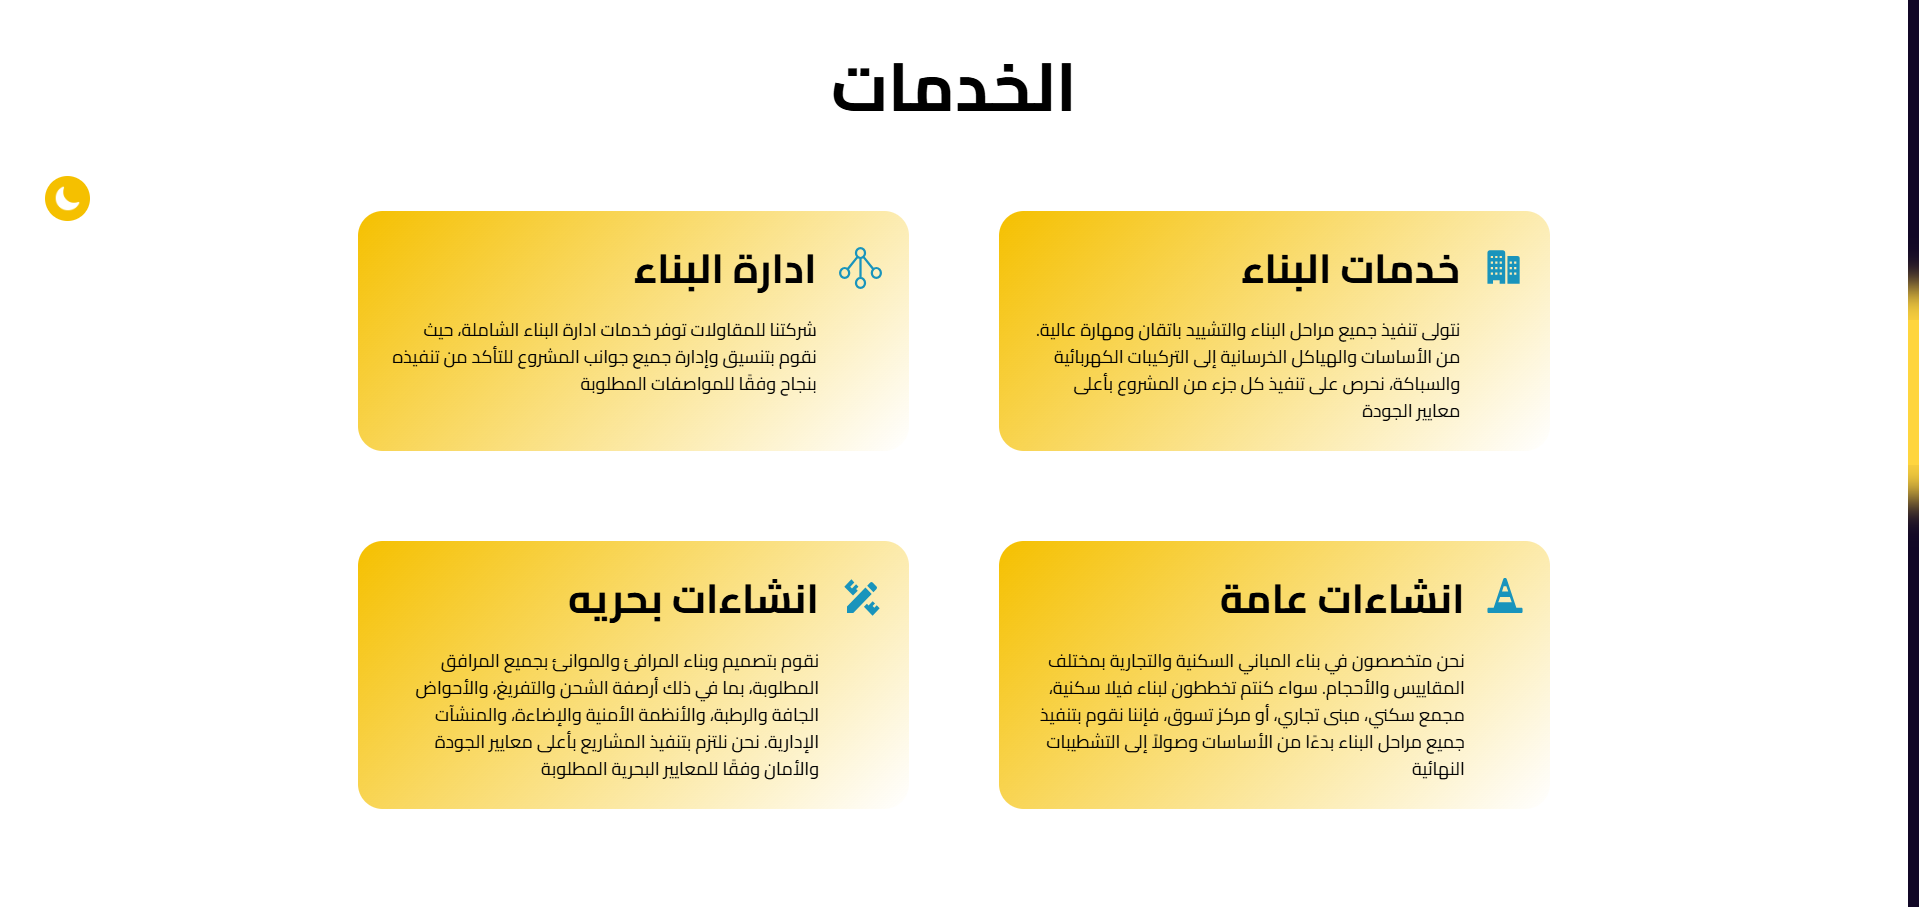 الخدمات
خدمات البناء
نتولى تنفيذ جميع مراحل البناء والتشييد باتقان ومهارة عالية.
من الأساسات والهياكل الخرسانية إلى التركيبات الكهربائية
والسباكة، نحرص على تنفيذ كل جزء من المشروع بأعلى
معايير الجودة
ادارة البناء
شركتنا للمقاولات توفر خدمات ادارة البناء الشاملة، حيث
نقوم بتنسيق وإدارة جميع جوانب المشروع للتأكد من تنفيذه
بنجاح وفقًا للمواصفات المطلوبة
انشاءات عامة
نحن متخصصون في بناء المباني السكنية والتجارية بمختلف
المقاييس والأحجام. سواء كنتم تخططون لبناء فيلا سكنية،
مجمع سكني، مبنى تجاري، أو مركز تسوق، فإننا نقوم بتنفيذ
جميع مراحل البناء بدءًا من الأساسات وصولاً إلى التشطيبات
النهائية
انشاءات بحريه
نقوم بتصميم وبناء المرافئ والموانئ بجميع المرافق
المطلوبة، بما في ذلك أرصفة الشحن والتفريغ، والأحواض
الجافة والرطبة، والأنظمة الأمنية والإضاءة، والمنشآت
الإدارية. نحن نلتزم بتنفيذ المشاريع بأعلى معايير الجودة
والأمان وفقًا للمعايير البحرية المطلوبة